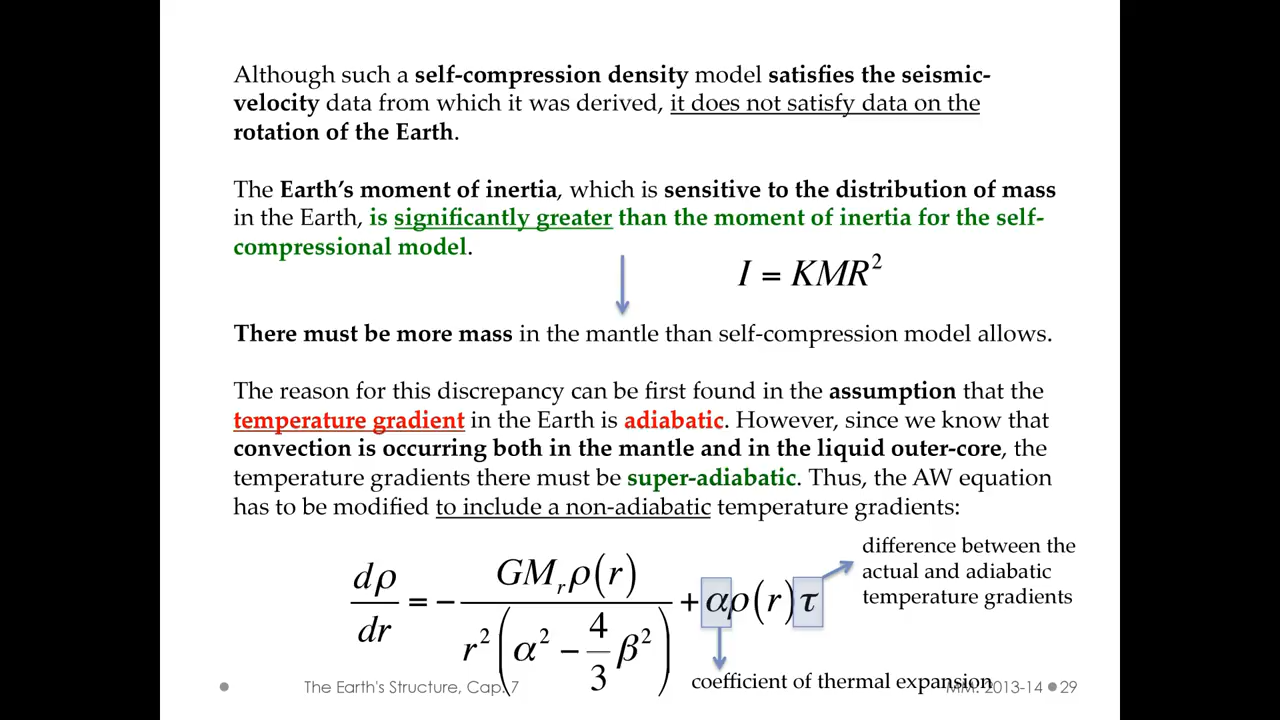 Although such a self-compression density model satisfies the seismic-
velocity data from which it was derived, it does not satisfy data on the
rotation of the Earth.
The Earth's moment of inertia, which is sensitive to the distribution of mass
in the Earth, is significantly greater than the moment of inertia for the self-
compressional model.
I = KMR²
There must be more mass in the mantle than self-compression model allows.
The reason for this discrepancy can be first found in the assumption that the
temperature gradient in the Earth is adiabatic. However, since we know that
convection is occurring both in the mantle and in the liquid outer-core, the
temperature gradients there must be super-adiabatic. Thus, the AW equation
has to be modified to include a non-adiabatic temperature gradients:
difference between the
actual and adiabatic
temperature gradients
dρ/dr = − GM_r ρ(r) / r²(α² − 4/3 β²) + αρ(r)τ
coefficient of thermal expansion
The Earth's Structure, Cap. 7
MM. 2013-14 29